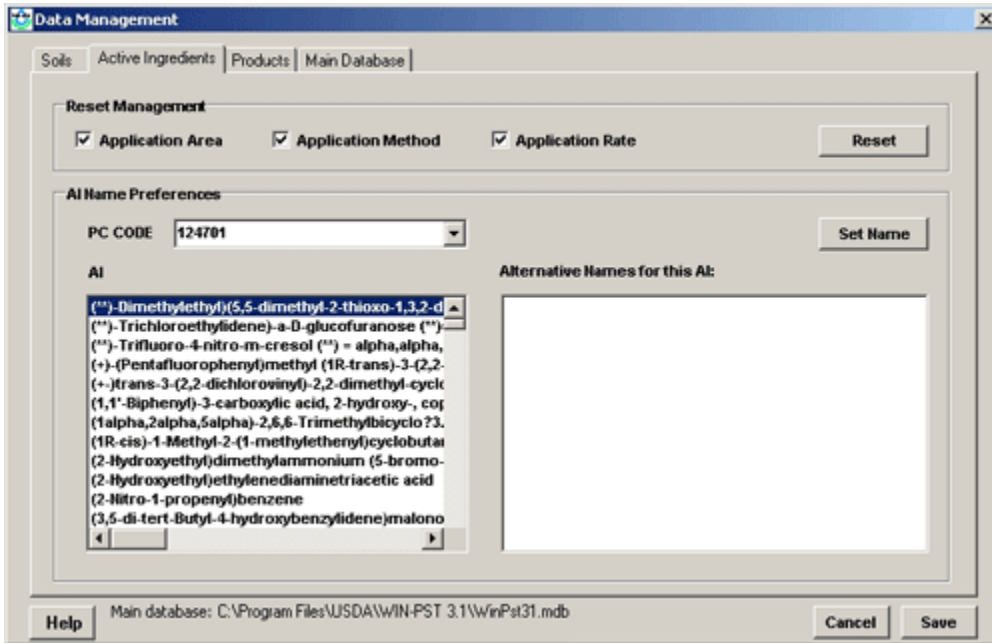 Data Management
Soils Active Ingredients Products Main Database
Reset Management
Application Area Application Method Application Rate Reset
AI Name Preferences
PC CODE 124701 Set Name
AI Alternative Names for this AI:
(**)-Dimethylethyl)(5,5-dimethyl-2-thioxo-1,3,2-d
(**)-Trichloroethylidene)-a-D-glucofuranose (**)
(**)-Trifluoro-4-nitro-m-cresol (**) = alpha,alpha,
(+)-(Pentafluorophenyl)methyl (1R-trans)-3-(2,2-
(+-)trans-3-(2,2-dichlorovinyl)-2,2-dimethyl-cycl
(1,1'-Biphenyl)-3-carboxylic acid, 2-hydroxy-, cop
(1alpha,2alpha,5alpha)-2,6,6-Trimethylbicyclo?3.
(1R-cis)-1-Methyl-2-(1-methylethenyl)cyclobuta
(2-Hydroxyethyl)dimethylammonium (5-bromo-
(2-Hydroxyethyl)ethylenediaminetriacetic acid
(2-Nitro-1-propenyl)benzene
(3,5-di-tert-Butyl-4-hydroxybenzylidene)malono
Help Main database: C:\Program Files\USDA\WIN-PST 3.1\WinPst31.mdb Cancel Save